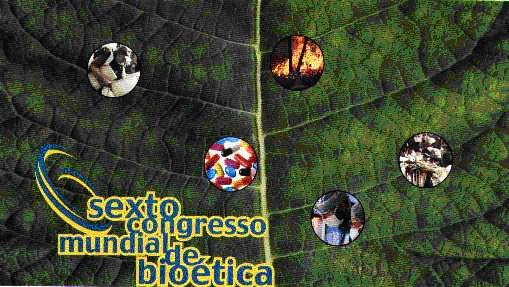 sexto
congresso
mundial
de
bioética